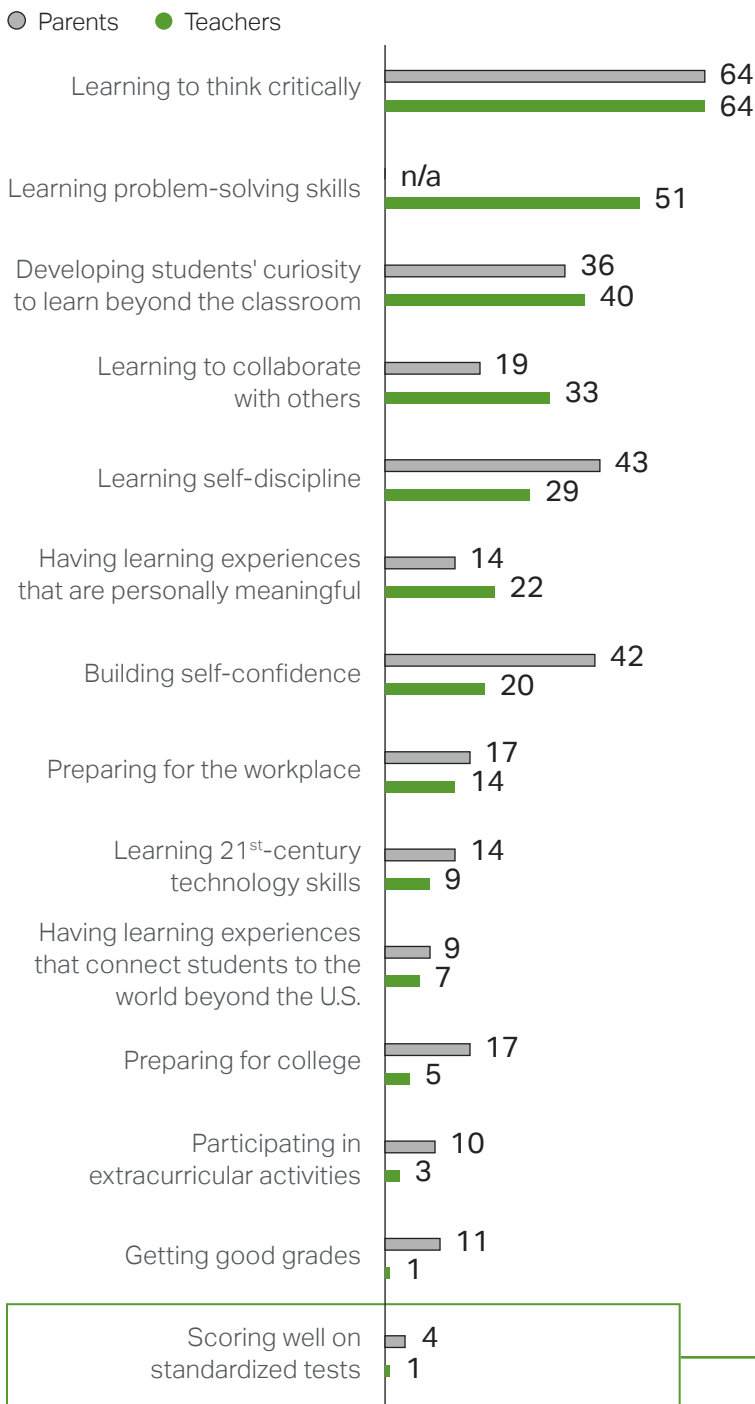 Parents Teachers
Learning to think critically
64
64
Learning problem-solving skills
n/a
51
Developing students' curiosity
to learn beyond the classroom
36
40
Learning to collaborate
with others
19
33
Learning self-discipline
43
29
Having learning experiences
that are personally meaningful
14
22
Building self-confidence
42
20
Preparing for the workplace
17
14
Learning 21st-century
technology skills
14
9
Having learning experiences
that connect students to the
world beyond the U.S.
9
7
Preparing for college
17
5
Participating in
extracurricular activities
10
3
Getting good grades
11
1
Scoring well on
standardized tests
4
1